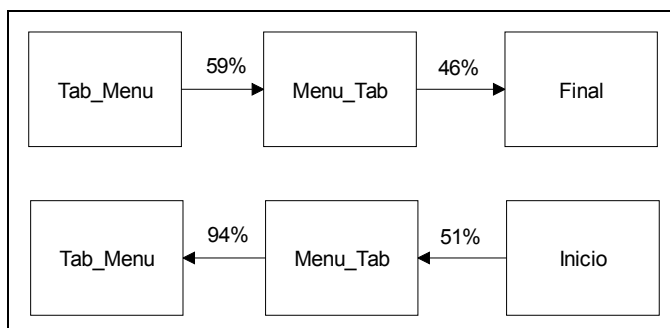 59% 46%
Tab_Menu Menu_Tab Final
94% 51%
Tab_Menu Menu_Tab Inicio